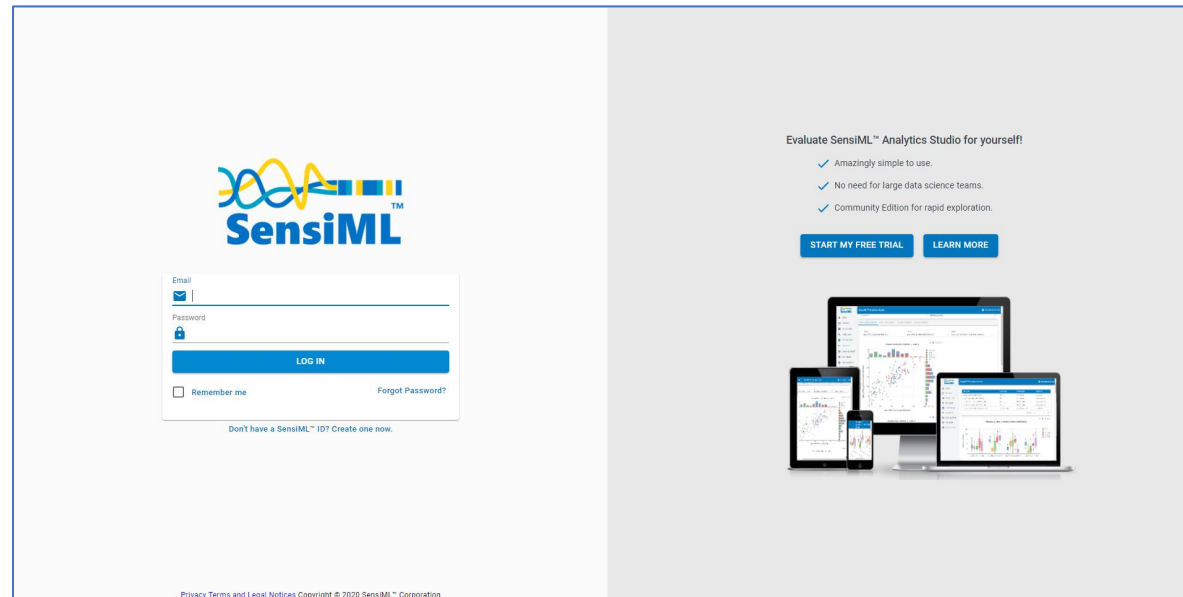 SensiML™
Email
Password
LOG IN
Remember me
Forgot Password?
Don't have a SensiML™ ID? Create one now.
Privacy Terms and Legal Notices Copyright © 2020 SensiML™ Corporation
Evaluate SensiML™ Analytics Studio for yourself!
Amazingly simple to use.
No need for large data science teams.
Community Edition for rapid exploration.
START MY FREE TRIAL
LEARN MORE